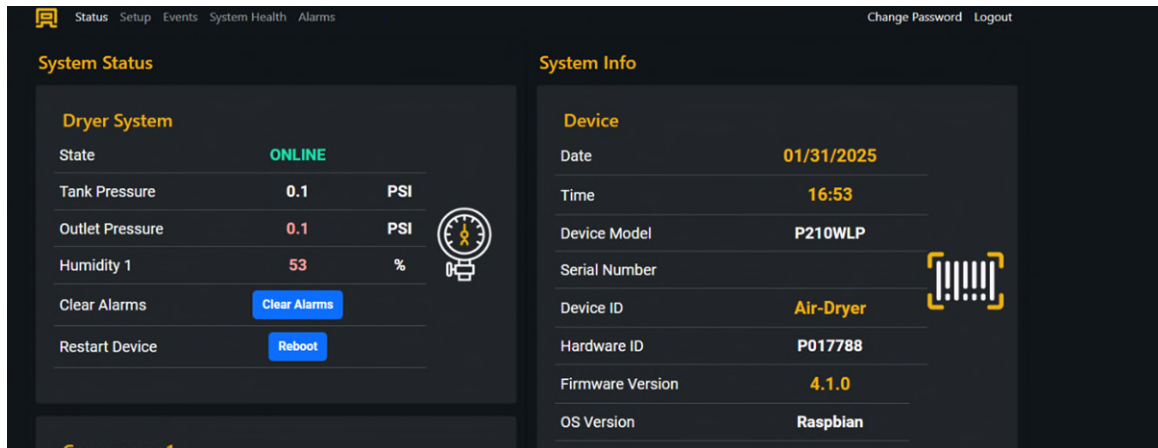 Status Setup Events System Health Alarms Change Password Logout
System Status
Dryer System
State ONLINE
Tank Pressure 0.1 PSI
Outlet Pressure 0.1 PSI
Humidity 1 53 %
Clear Alarms Clear Alarms
Restart Device Reboot
System Info
Device
Date 01/31/2025
Time 16:53
Device Model P210WLP
Serial Number
Device ID Air-Dryer
Hardware ID P017788
Firmware Version 4.1.0
OS Version Raspbian